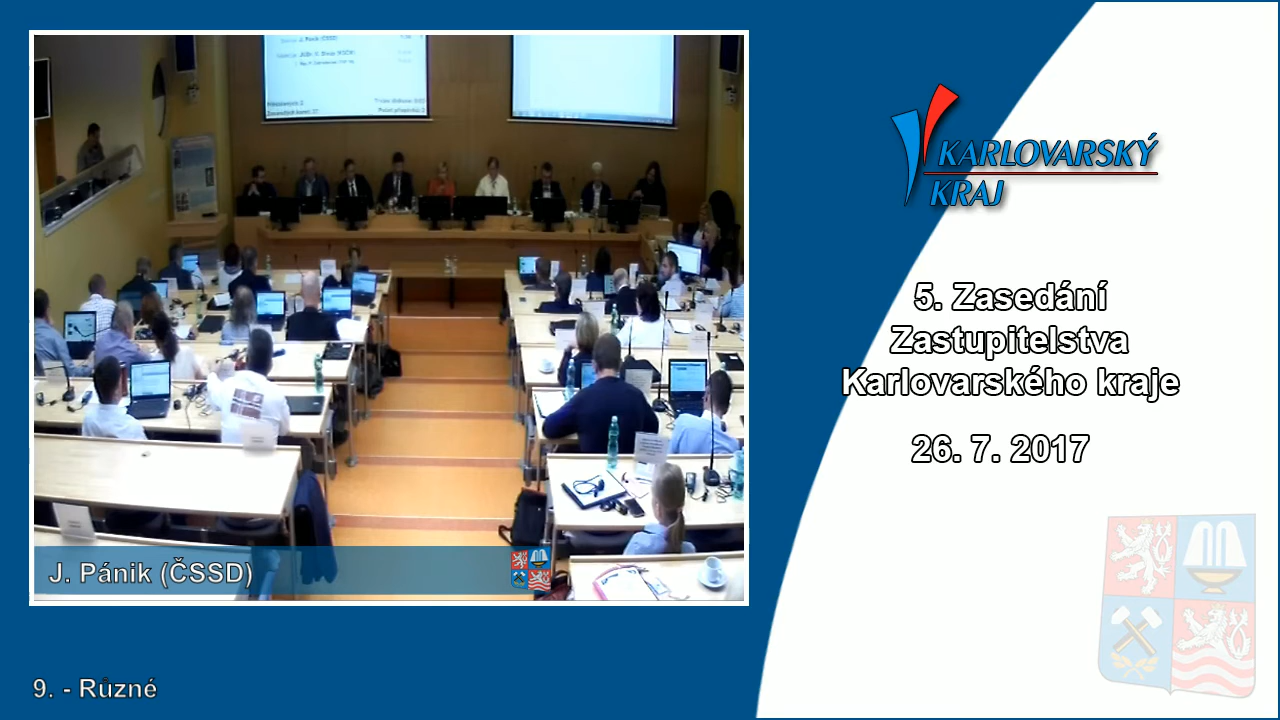 KARLOVARSKÝ
KRAJ
5. Zasedání
Zastupitelstva
Karlovarského kraje
26. 7. 2017
J. Pánik (ČSSD)
9. - Různé